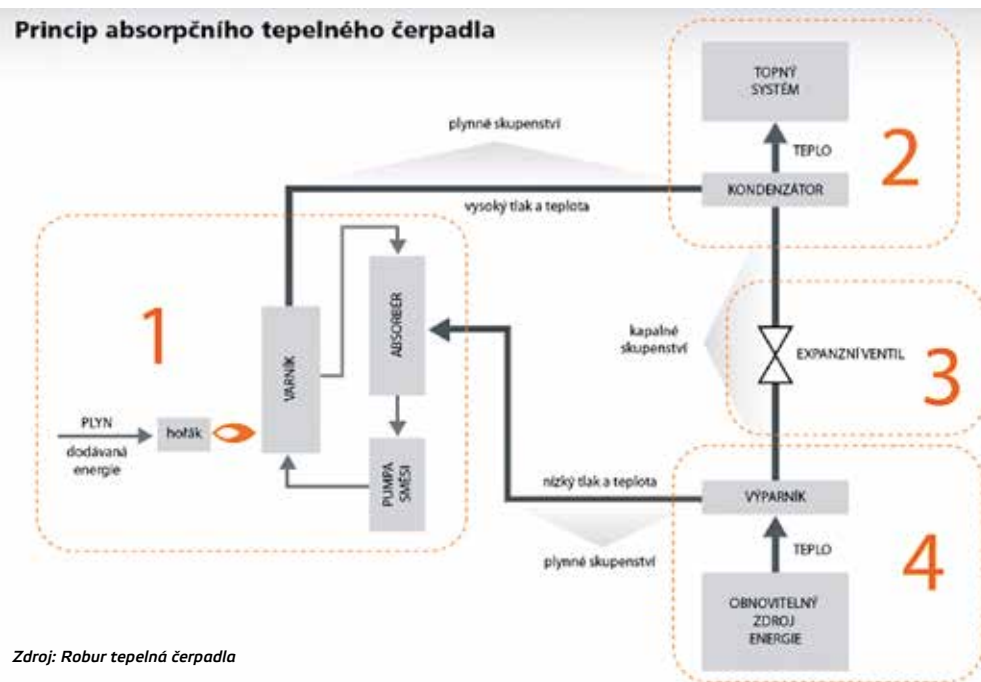 Princip absorpčního tepelného čerpadla
TOPNÝ
SYSTÉM
2
TEPLO
KONDENZÁTOR
plynné skupenství
vysoký tlak a teplota
1
VARNÍK
ABSORBÉR
PUMPA
SMĚSI
PLYN
dodávaná
energie
hořák
kapalné
skupenství
EXPANZNÍ VENTIL
3
nízký tlak a teplota
plynné skupenství
VÝPARNÍK
TEPLO
4
OBNOVITELNÝ
ZDROJ
ENERGIE
Zdroj: Robur tepelná čerpadla